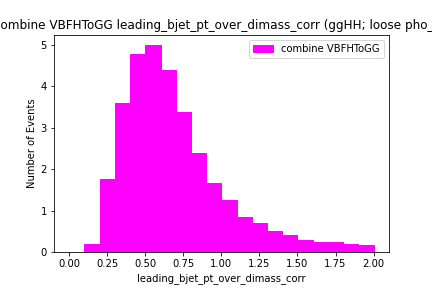 ombine VBFHToGG leading_bjet_pt_over_dimass_corr (ggHH; loose pho_
combine VBFHToGG
Number of Events
5
4
3
2
1
0
0.00 0.25 0.50 0.75 1.00 1.25 1.50 1.75 2.00
leading_bjet_pt_over_dimass_corr